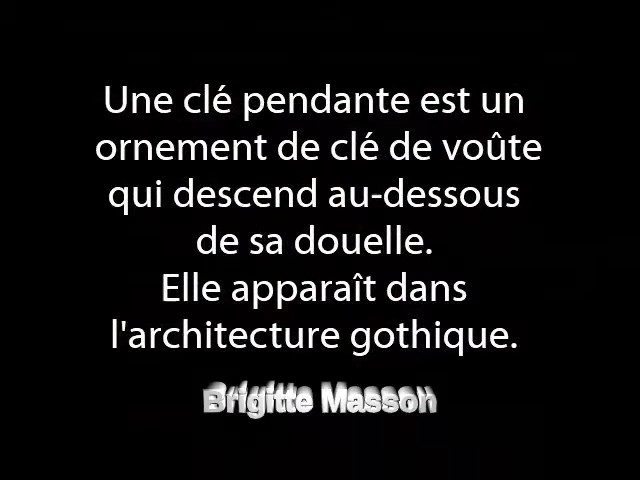 Une clé pendante est un
ornement de clé de voûte
qui descend au-dessous
de sa douelle.
Elle apparaît dans
l'architecture gothique.
Brigitte Masson